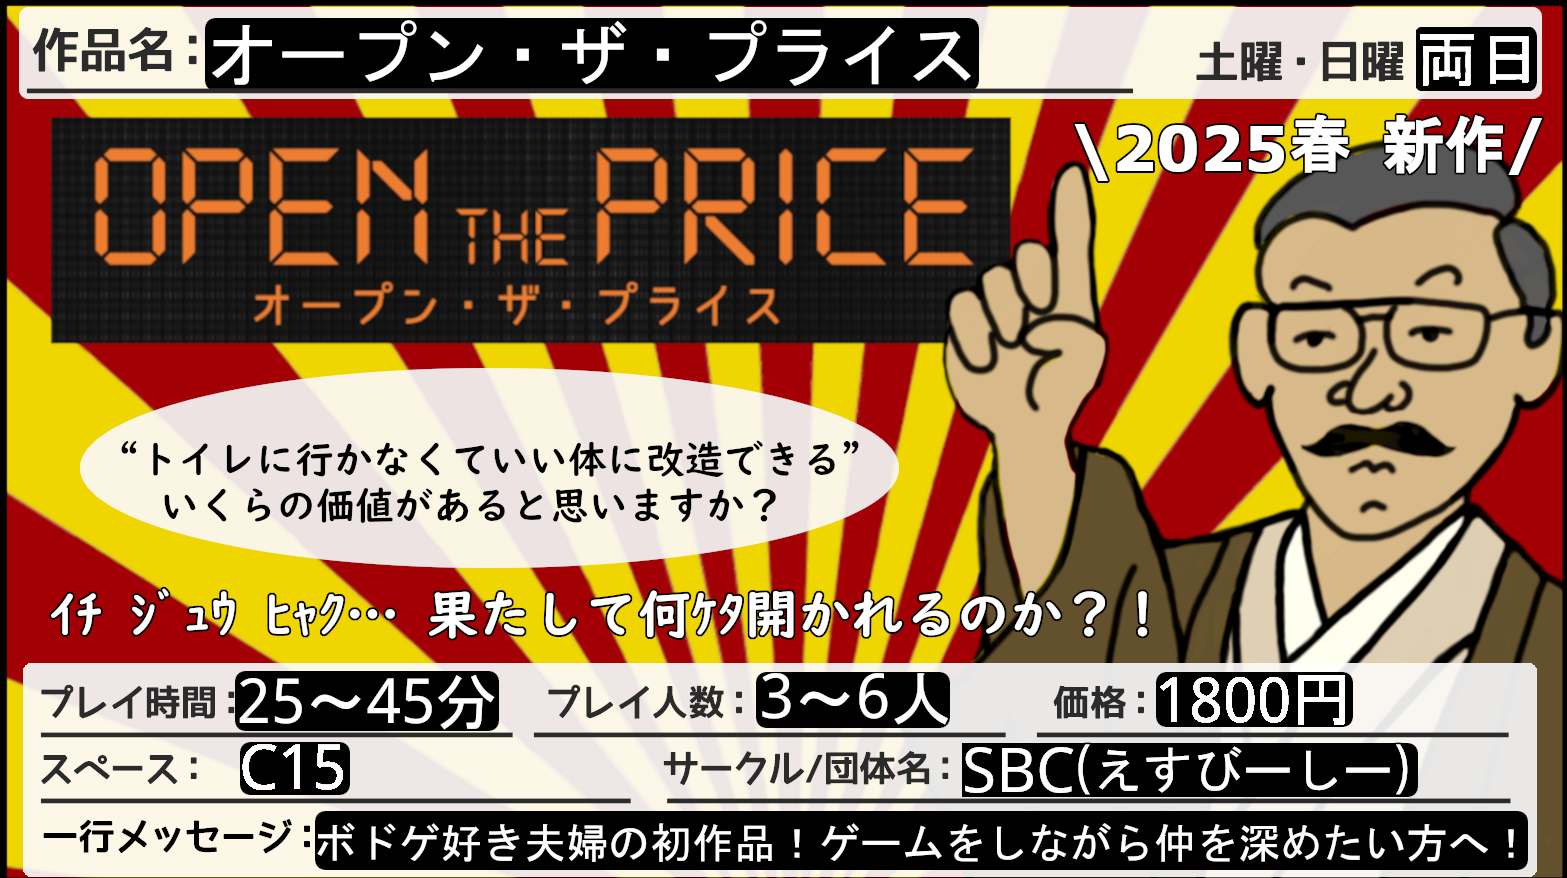 作品名：オープン・ザ・プライス
土曜・日曜 両日
\2025春 新作/
OPEN THE PRICE
オープン・ザ・プライス
“トイレに行かなくていい体に改造できる”
いくらの価値があると思いますか？
ｲﾁ ｼﾞｭｳ ﾋｬｸ… 果たして何ｹﾀ開かれるのか？！
プレイ時間：25～45分 プレイ人数：3～6人 価格：1800円
スペース： C15 サークル/団体名：SBC(えすびーしー)
一行メッセージ：ボドゲ好き夫婦の初作品！ゲームをしながら仲を深めたい方へ！